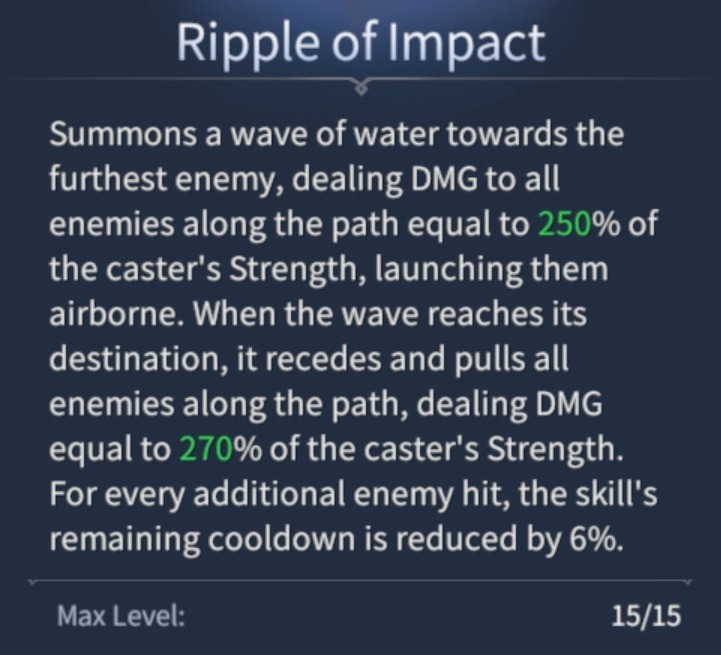 Ripple of Impact
Summons a wave of water towards the
furthest enemy, dealing DMG to all
enemies along the path equal to 250% of
the caster's Strength, launching them
airborne. When the wave reaches its
destination, it recedes and pulls all
enemies along the path, dealing DMG
equal to 270% of the caster's Strength.
For every additional enemy hit, the skill's
remaining cooldown is reduced by 6%.
Max Level: 15/15